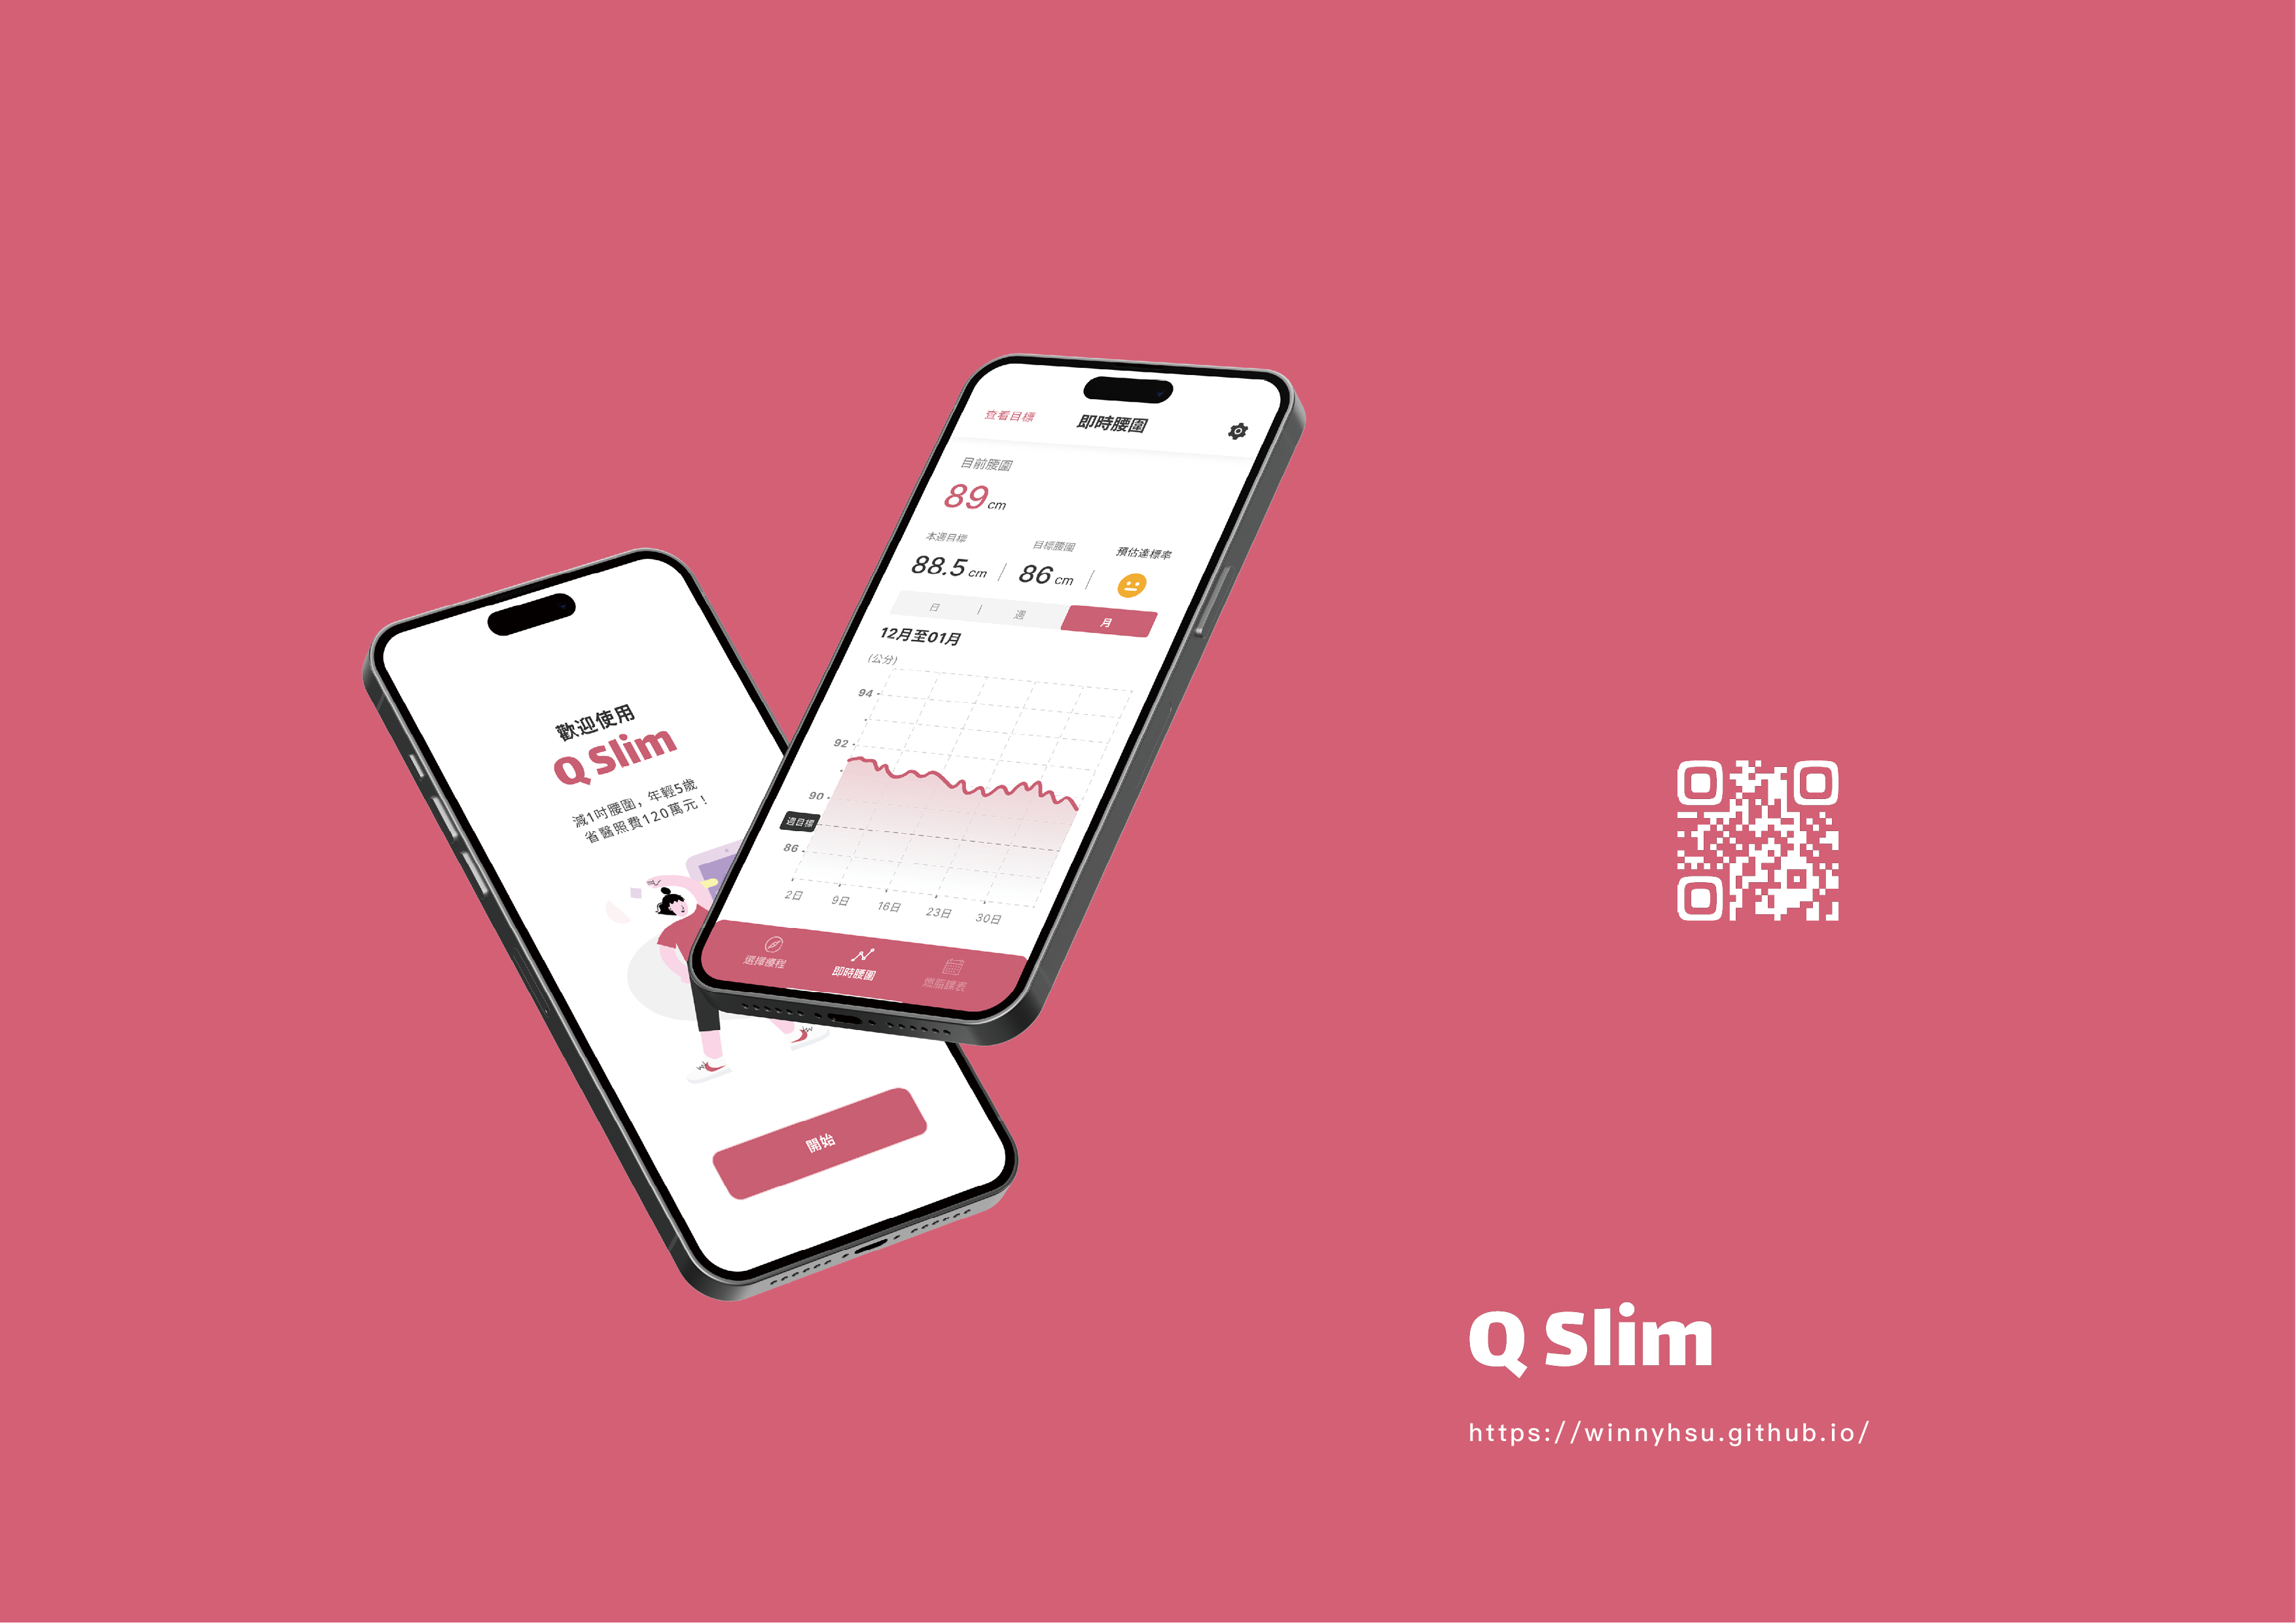 查看目標
即時腰圍
目前腰圍
89 cm
本週目標
目標腰圍
預估達標率
88.5 cm
86 cm
日
週
月
12月至01月
(公分)
94
92
90
週目標
86
2日
9日
16日
23日
30日
選擇療程
即時腰圍
燃脂課表
歡迎使用
Q Slim
減1吋腰圍，年輕5歲
省醫照費120萬元！
開始
Q Slim
https://winnyhsu.github.io/